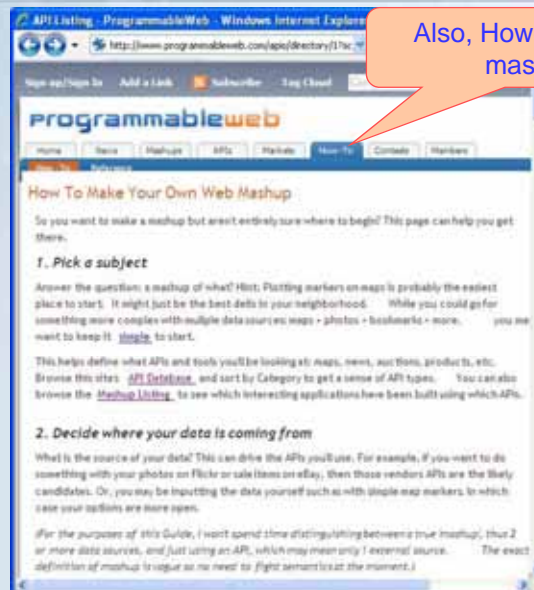 API Listing - ProgrammableWeb - Windows Internet Explore
Also, How
mas
http://www.programmableweb.com/apis/directory/1?sc
Sign up/Sign In Add a Link Subscribe Tag Cloud
Programmableweb
Home News Mashups APIs Markets How-To Contests Members
How-To Reference
How To Make Your Own Web Mashup
So you want to make a mashup but aren't entirely sure where to begin? This page can help you get
there.
1. Pick a subject
Answer the question: a mashup of what? Hint: Plotting markers on maps is probably the easiest
place to start. It might just be the best delis in your neighborhood. While you could go for
something more complex with multiple data sources: maps + photos + bookmarks + more. you me
want to keep it simple to start.
This helps define what APIs and tools you'll be looking at: maps, news, auctions, products, etc.
Browse this sites API Database and sort by Category to get a sense of API types. You can also
browse the Mashup Listing to see which interesting applications have been built using which APIs.
2. Decide where your data is coming from
What is the source of your data? This can drive the APIs you'll use. For example, if you want to do
something with your photos on Flickr or sale items on eBay, then those vendors APIs are the likely
candidates. Or, you may be inputting the data yourself such as with simple map markers, in which
case your options are more open.
(For the purposes of this Guide, I won't spend time distinguishing between a true 'mashup', thus 2
or more data sources, and just using an API, which may mean only 1 external source. The exact
definition of mashup is vague so no need to fight semantics at the moment.)